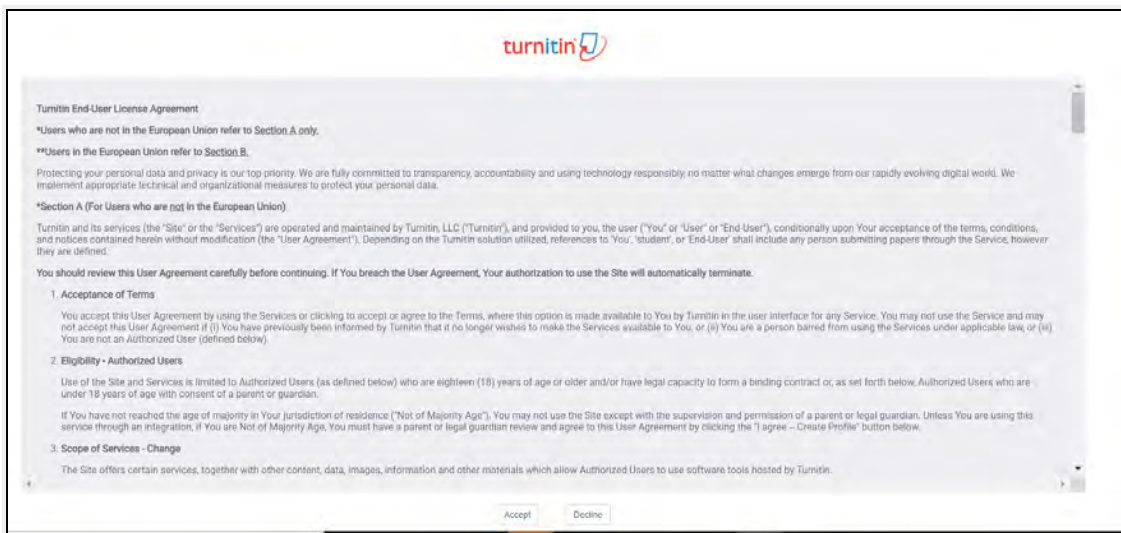 turnitin
Turnitin End-User License Agreement
*Users who are not in the European Union refer to Section A only.
**Users in the European Union refer to Section B.
Protecting your personal data and privacy is our top priority. We are fully committed to transparency, accountability and using technology responsibly, no matter what changes emerge from our rapidly evolving digital world. We
implement appropriate technical and organizational measures to protect your personal data.
*Section A (For Users who are not in the European Union)
Turnitin and its services (the "Site" or the "Services") are operated and maintained by Turnitin, LLC ("Turnitin"), and provided to you, the user ("You" or "User" or "End-User"), conditionally upon Your acceptance of the terms, conditions,
and notices contained herein without modification (the "User Agreement"). Depending on the Turnitin solution utilized, references to 'You', 'student', or 'End-User' shall include any person submitting papers through the Service, however
they are defined.
You should review this User Agreement carefully before continuing. If You breach the User Agreement, Your authorization to use the Site will automatically terminate.
1. Acceptance of Terms
You accept this User Agreement by using the Services or clicking to accept or agree to the Terms, where this option is made available to You by Turnitin in the user interface for any Service. You may not use the Service and may
not accept this User Agreement if (i) You have previously been informed by Turnitin that it no longer wishes to make the Services available to You, or (ii) You are a person barred from using the Services under applicable law, or (iii)
You are not an Authorized User (defined below).
2. Eligibility - Authorized Users
Use of the Site and Services is limited to Authorized Users (as defined below) who are eighteen (18) years of age or older and/or have legal capacity to form a binding contract or, as set forth below, Authorized Users who are
under 18 years of age with consent of a parent or guardian.
If You have not reached the age of majority in Your jurisdiction of residence ("Not of Majority Age"), You may not use the Site except with the supervision and permission of a parent or legal guardian. Unless You are using this
service through an integration, if You are Not of Majority Age, You must have a parent or legal guardian review and agree to this User Agreement by clicking the "I agree – Create Profile" button below.
3. Scope of Services - Change
The Site offers certain services, together with other content, data, images, information and other materials which allow Authorized Users to use software tools hosted by Turnitin.
Accept
Decline